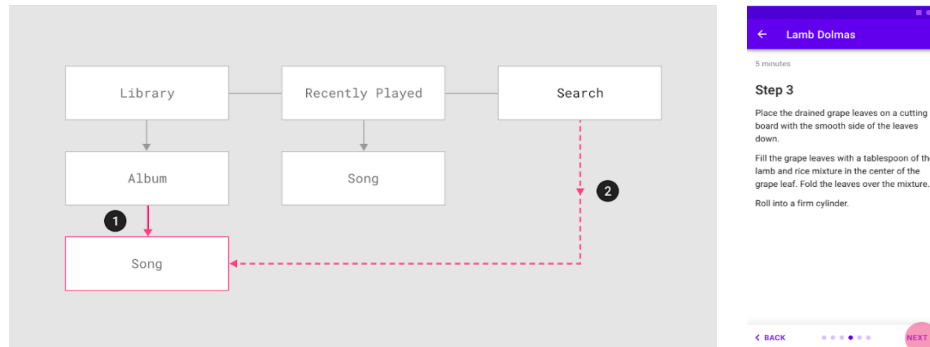 Library
Recently Played
Search
Album
Song
1
2
Song
Lamb Dolmas
5 minutes
Step 3
Place the drained grape leaves on a cutting
board with the smooth side of the leaves
down.
Fill the grape leaves with a tablespoon of the
lamb and rice mixture in the center of the
grape leaf. Fold the leaves over the mixture.
Roll into a firm cylinder.
BACK
NEXT